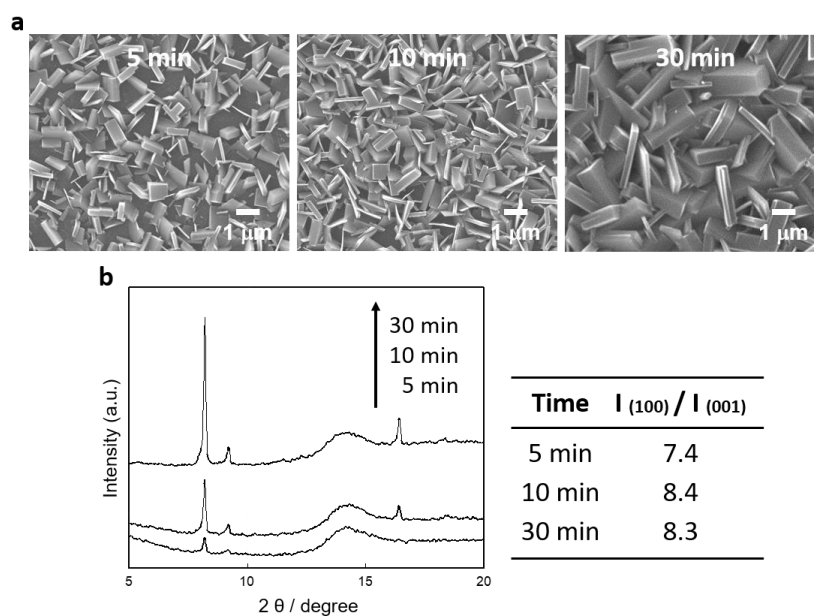 a
5 min
10 min
30 min
1 μm
1 μm
1 μm
b
30 min
10 min
5 min
Intensity (a.u.)
5
10
15
20
2 θ / degree
Time I (100) / I (001)
5 min 7.4
10 min 8.4
30 min 8.3